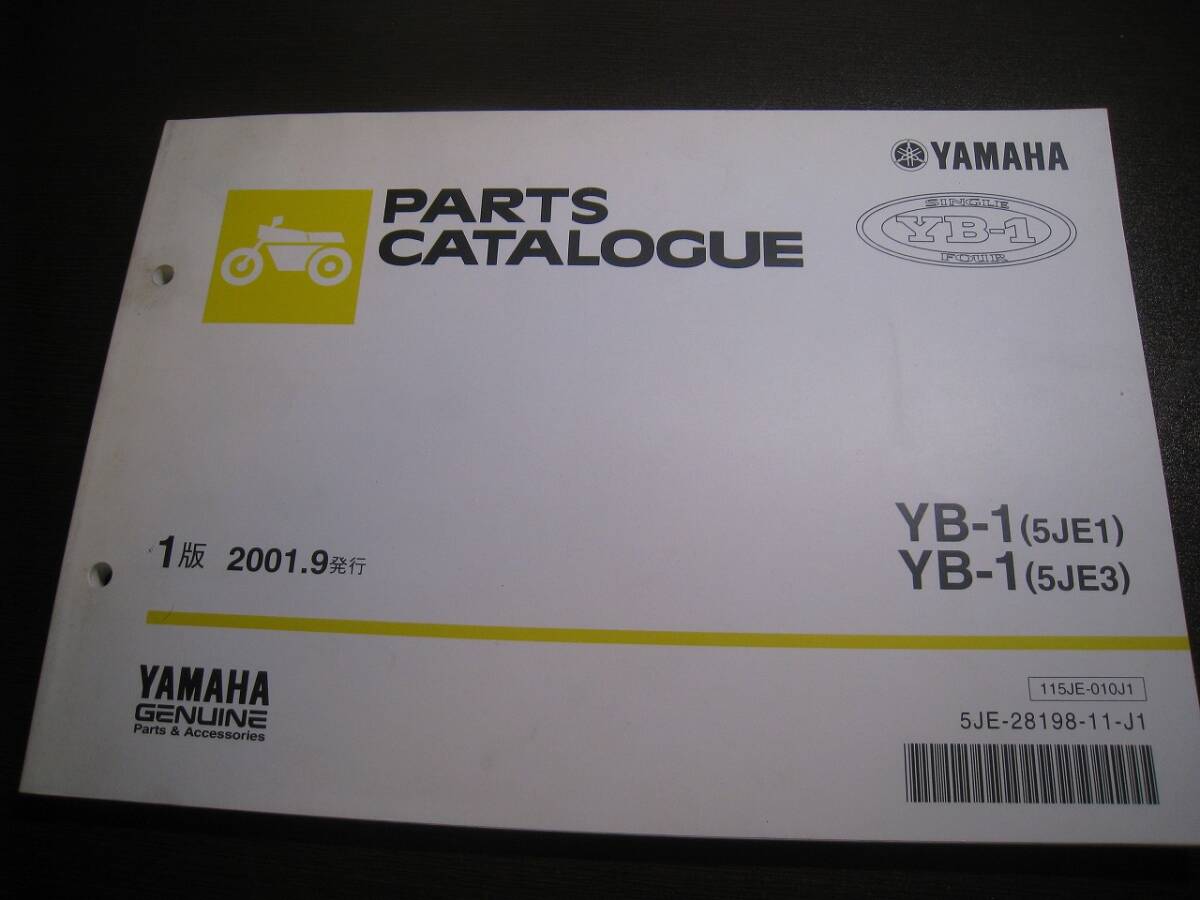 YAMAHA
SINGLE
YB-1
FOUR
PARTS
CATALOGUE
YB-1(5JE1)
YB-1(5JE3)
1版 2001.9発行
YAMAHA
GENUINE
Parts & Accessories
115JE-010J1
5JE-28198-11-J1